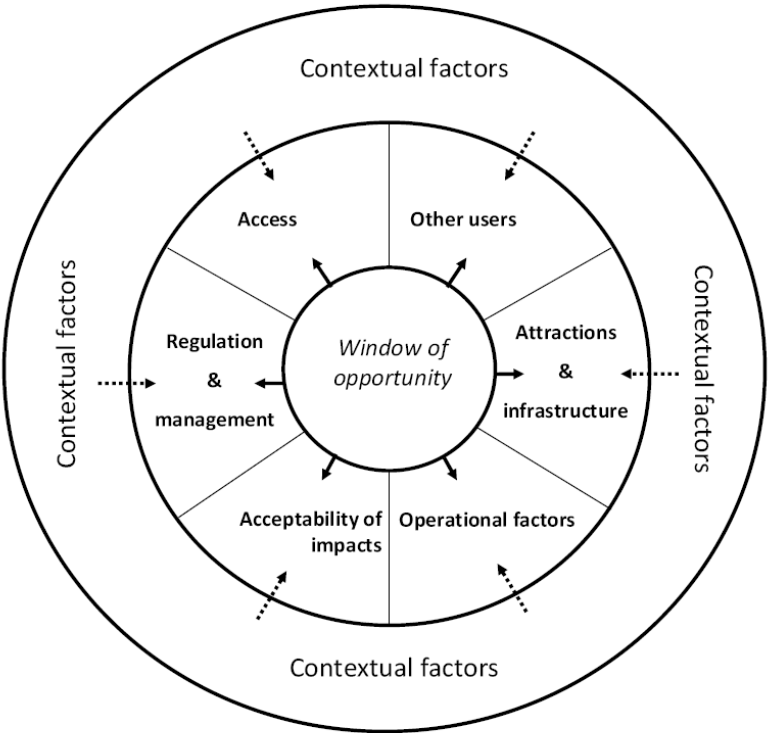 Contextual factors
Access
Other users
Contextual factors
Regulation
&
management
Window of
opportunity
Attractions
&
infrastructure
Contextual factors
Acceptability of
impacts
Operational factors
Contextual factors